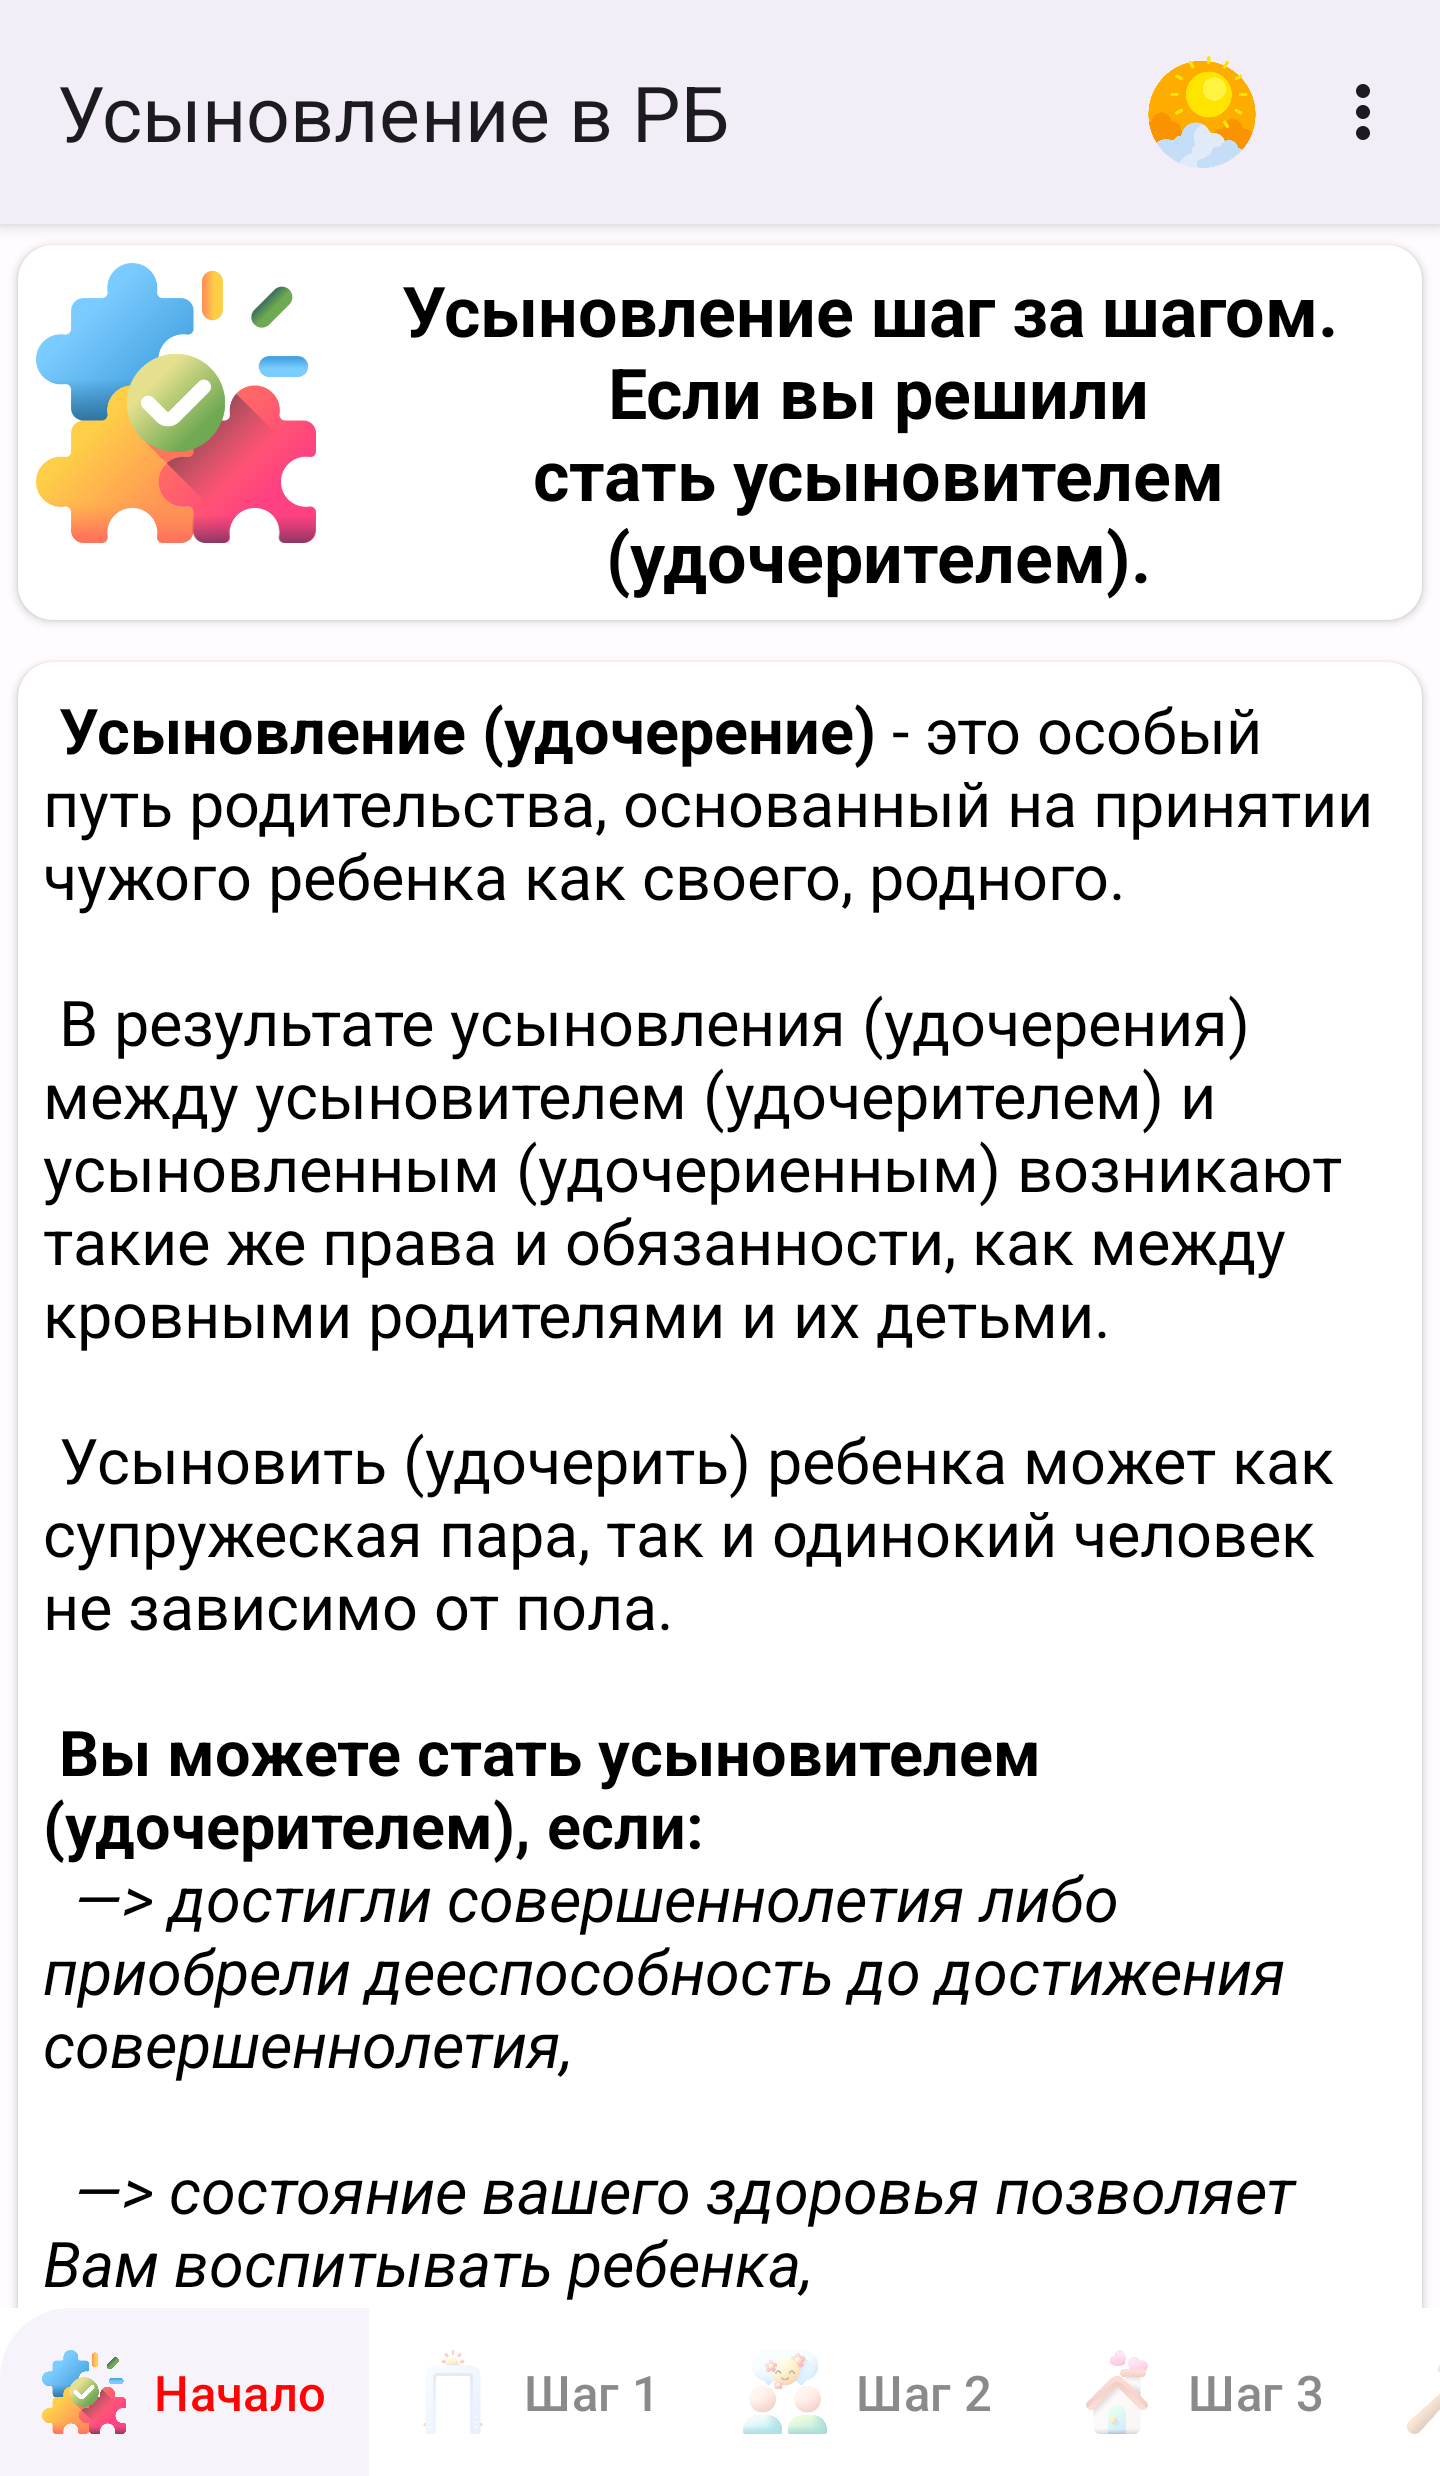 Усыновление в РБ
Усыновление шаг за шагом.
Если вы решили
стать усыновителем
(удочерителем).
Усыновление (удочерение) - это особый
путь родительства, основанный на принятии
чужого ребенка как своего, родного.
В результате усыновления (удочерения)
между усыновителем (удочерителем) и
усыновленным (удочериенным) возникают
такие же права и обязанности, как между
кровными родителями и их детьми.
Усыновить (удочерить) ребенка может как
супружеская пара, так и одинокий человек
не зависимо от пола.
Вы можете стать усыновителем
(удочерителем), если:
—> достигли совершеннолетия либо
приобрели дееспособность до достижения
совершеннолетия,
—> состояние вашего здоровья позволяет
Вам воспитывать ребенка,
Начало Шаг 1 Шаг 2 Шаг 3